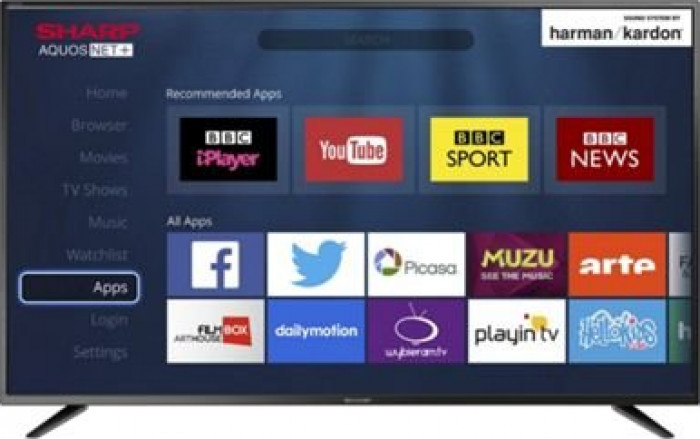 SHARP
AQUOS NET+
SEARCH
SOUND SYSTEM BY
harman/kardon
Home
Browser
Movies
TV Shows
Music
Watchlist
Apps
Login
Settings
Recommended Apps
BBC
iPlayer
YouTube
BBC
SPORT
BBC
NEWS
All Apps
f
Picasa
MUZU
SEE THE MUSIC
arte
FILMBOX
ARTHOUSE
dailymotion
wybieram.tv
playin tv
SHARP